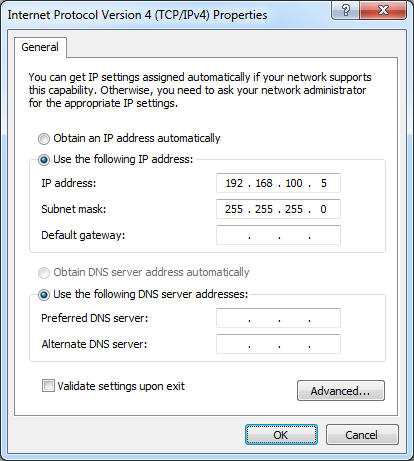 Internet Protocol Version 4 (TCP/IPv4) Properties
General
You can get IP settings assigned automatically if your network supports
this capability. Otherwise, you need to ask your network administrator
for the appropriate IP settings.
Obtain an IP address automatically
Use the following IP address:
IP address: 192 . 168 . 100 . 5
Subnet mask: 255 . 255 . 255 . 0
Default gateway: . . .
Obtain DNS server address automatically
Use the following DNS server addresses:
Preferred DNS server: . . .
Alternate DNS server: . . .
Validate settings upon exit
Advanced...
OK Cancel